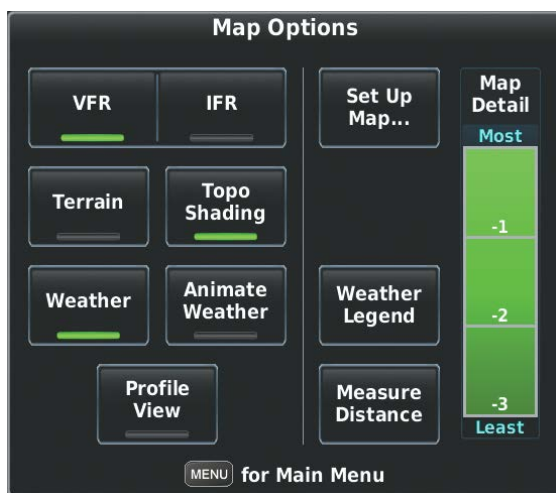 Map Options
VFR
IFR
Set Up
Map...
Map
Detail
Most
Terrain
Topo
Shading
-1
Weather
Animate
Weather
Weather
Legend
-2
Profile
View
Measure
Distance
-3
Least
MENU for Main Menu